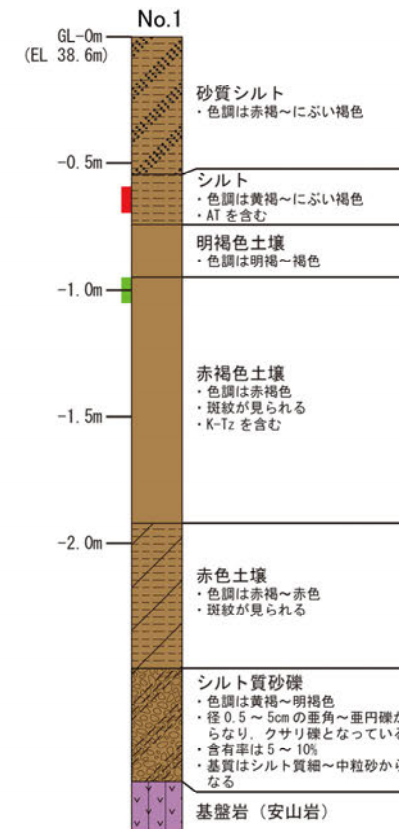 No.1
GL-0m
(EL 38.6m)
砂質シルト
・色調は赤褐～にぶい褐色
-0.5m
シルト
・色調は黄褐～にぶい褐色
・AT を含む
明褐色土壌
・色調は明褐～褐色
-1.0m
赤褐色土壌
・色調は赤褐色
・斑紋が見られる
・K-Tz を含む
-1.5m
-2.0m
赤色土壌
・色調は赤褐～赤色
・斑紋が見られる
シルト質砂礫
・色調は黄褐～明褐色
・径 0.5 ～ 5cm の亜角～亜円礫か
らなり，クサリ礫となっている
・含有率は 5 ～ 10%
・基質はシルト質細～中粒砂から
なる
基盤岩（安山岩）